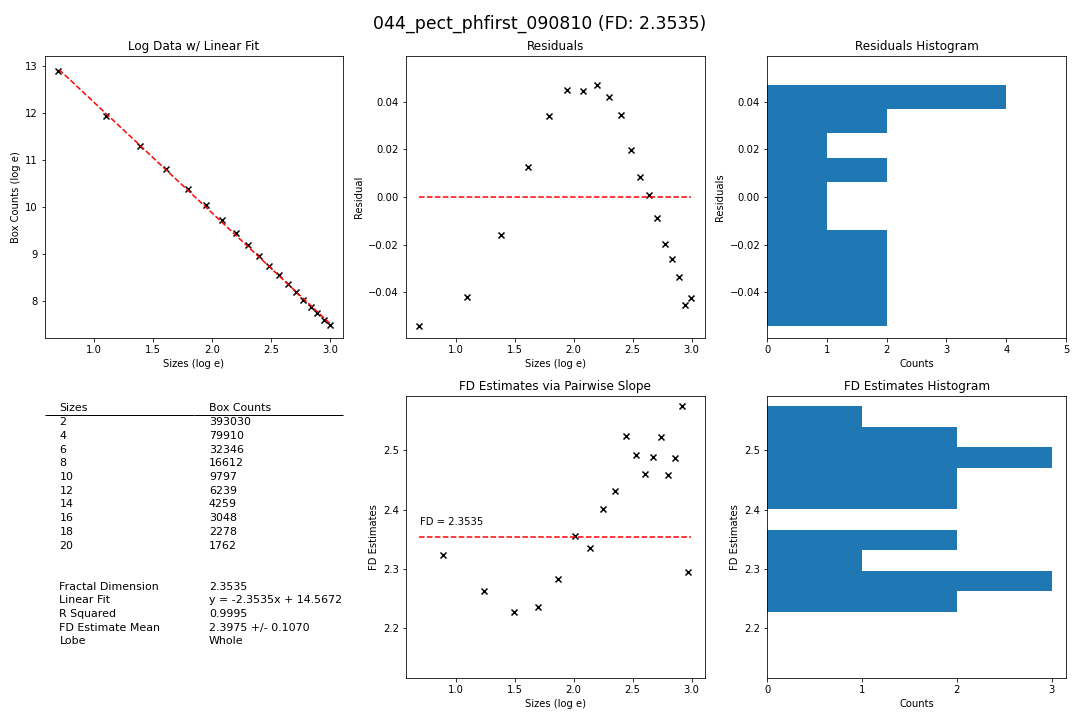 044_pect_phfirst_090810 (FD: 2.3535)
Log Data w/ Linear Fit
13
12
11
10
9
8
Box Counts (log e)
1.0 1.5 2.0 2.5 3.0
Sizes (log e)
Residuals
0.04
0.02
0.00
−0.02
−0.04
Residual
1.0 1.5 2.0 2.5 3.0
Sizes (log e)
Residuals Histogram
0.04
0.02
0.00
−0.02
−0.04
Residuals
0 1 2 3 4 5
Counts
Sizes Box Counts
2 393030
4 79910
6 32346
8 16612
10 9797
12 6239
14 4259
16 3048
18 2278
20 1762
Fractal Dimension 2.3535
Linear Fit y = -2.3535x + 14.5672
R Squared 0.9995
FD Estimate Mean 2.3975 +/- 0.1070
Lobe Whole
FD Estimates via Pairwise Slope
2.5
2.4
2.3
2.2
FD Estimates
FD = 2.3535
1.0 1.5 2.0 2.5 3.0
Sizes (log e)
FD Estimates Histogram
2.5
2.4
2.3
2.2
FD Estimates
0 1 2 3
Counts